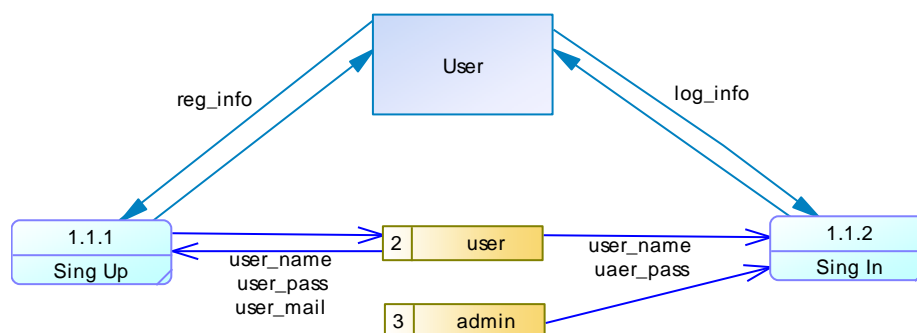 User
reg_info
log_info
1.1.1
Sing Up
2
user
user_name
user_pass
user_mail
user_name
uaer_pass
1.1.2
Sing In
3
admin